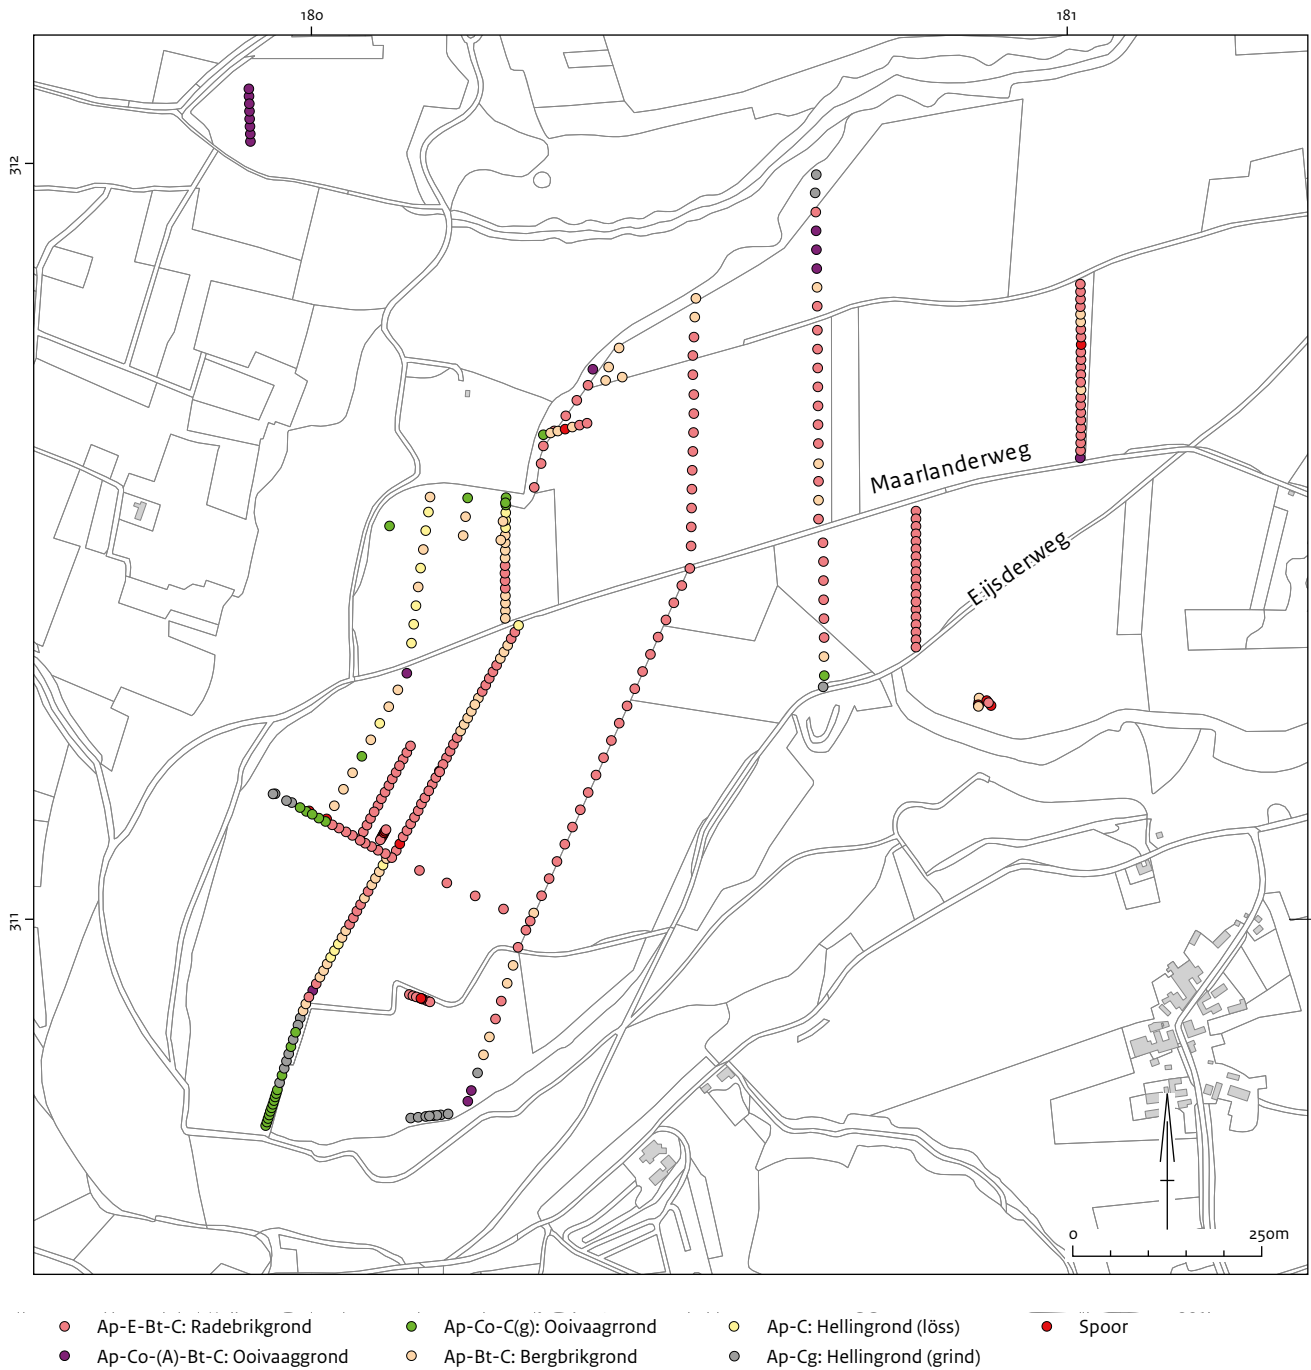 180 181
312
Maarlanderweg
Eijsderweg
311
0 250m
Ap-E-Bt-C: Radebrikgrond Ap-Co-C(g): Ooivaagrrond Ap-C: Hellingrond (löss) Spoor
Ap-Co-(A)-Bt-C: Ooivaaggrond Ap-Bt-C: Bergbrikgrond Ap-Cg: Hellingrond (grind)